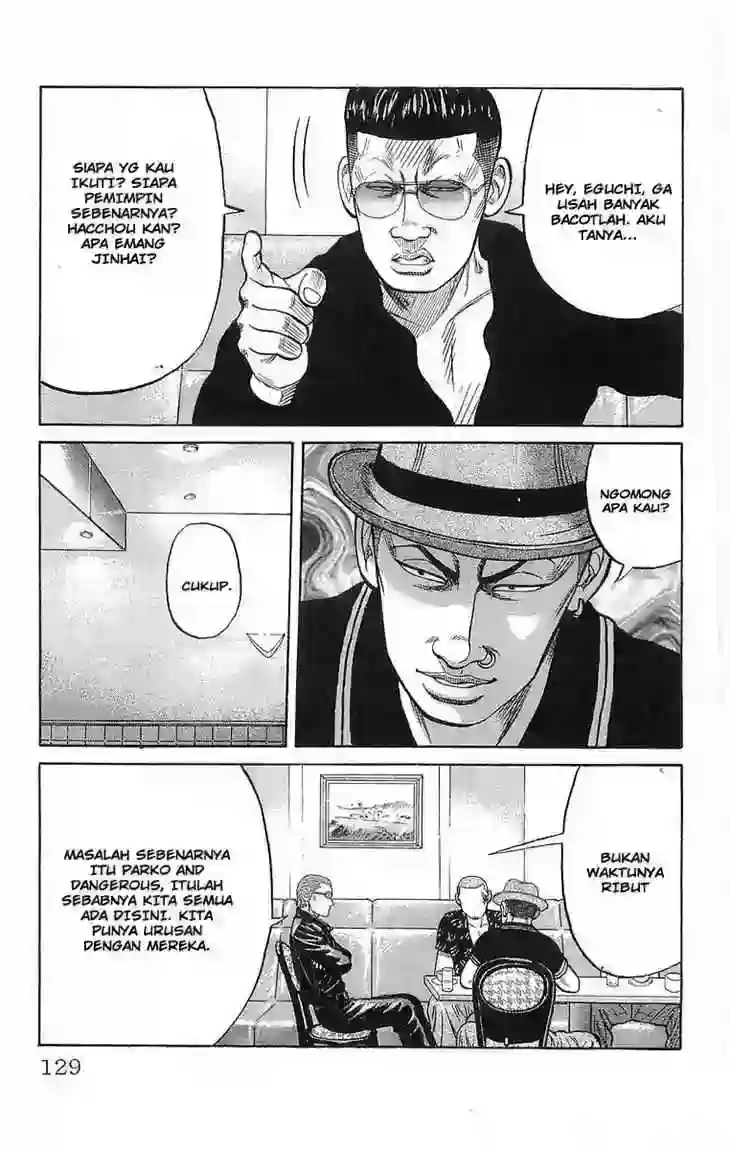 HEY, EGUCHI, GA
USAH BANYAK
BACOTLAH. AKU
TANYA...
SIAPA YG KAU
IKUTI? SIAPA
PEMIMPIN
SEBENARNYA?
HACCHOU KAN?
APA EMANG
JINHAI?
NGOMONG
APA KAU?
CUKUP.
BUKAN
WAKTUNYA
RIBUT
MASALAH SEBENARNYA
ITU PARKO AND
DANGEROUS, ITULAH
SEBABNYA KITA SEMUA
ADA DISINI. KITA
PUNYA URUSAN
DENGAN MEREKA.
129